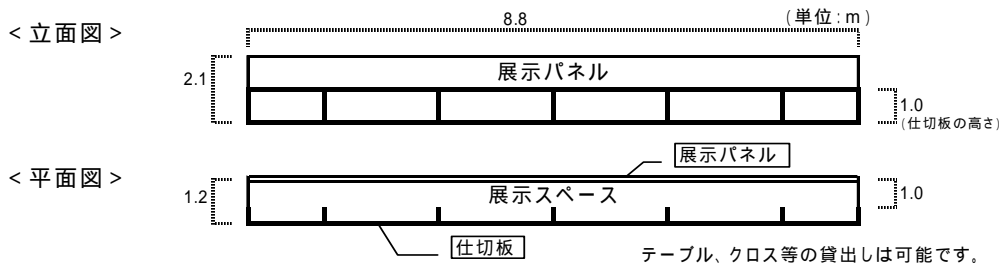 8.8
(単位:m)
<立面図>
2.1
展示パネル
1.0
(仕切板の高さ)
展示パネル
<平面図>
1.2
展示スペース
1.0
仕切板
テーブル、クロス等の貸出しは可能です。